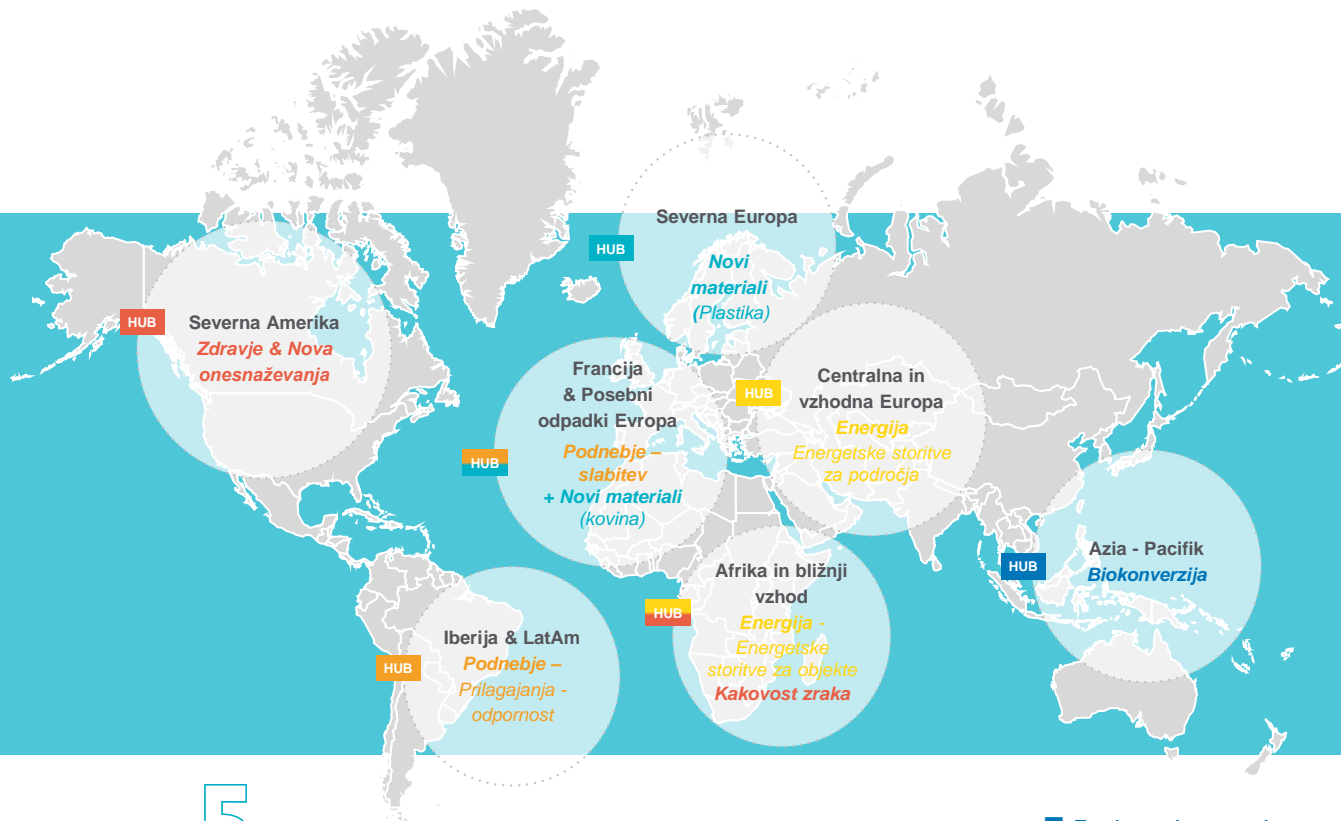 Severna Europa
HUB
Novi
materiali
(Plastika)
HUB
Severna Amerika
Zdravje & Nova
onesnaževanja
Francija
& Posebni
odpadki Evropa
HUB
Podnebje –
slabitev
+ Novi materiali
(kovina)
HUB
Centralna in
vzhodna Europa
Energija
Energetske storitve
za področja
HUB
Azia - Pacifik
Biokonverzija
Afrika in bližnji
vzhod
HUB
Energija -
Energetske
storitve za objekte
Kakovost zraka
Iberija & LatAm
HUB
Podnebje –
Prilagajanja -
odpornost
5